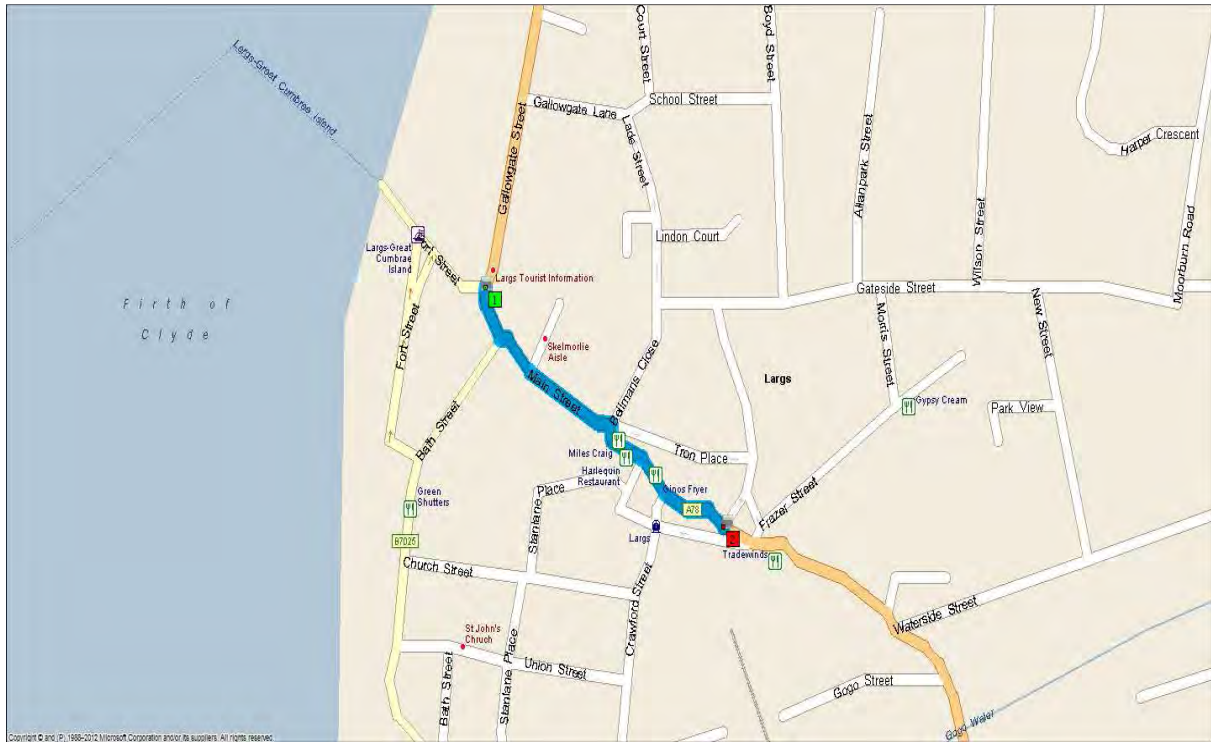 Largs-Great Cumbrae Island
Gallowgate Street
Court Street
Boyd Street
Gallowgate Lane
School Street
Lade Street
Allanpark Street
Wilson Street
Harper Crescent
Moorburn Road
Lindon Court
Largs-Great
Cumbrae
Island
Fort Street
Largs Tourist Information
1
Gateside Street
Firth of
Clyde
Fort Street
Skelmorlie
Aisle
Morris Street
New Street
Main Street
Bellmans Close
Largs
Bath Street
Gypsy Cream
Park View
Miles Craig
Tron Place
Harlequin
Restaurant
Ginos Fryer
Stanlane Place
Green
Shutters
A78
Frazer Street
Largs
2
Tradewinds
B7025
Church Street
Crawford Street
Waterside Street
St John's
Chruch
Union Street
Bath Street
Stanlane Place
Gogo Street
Gogo Water
Copyright © and (P) 1988–2012 Microsoft Corporation and/or its suppliers. All rights reserved.